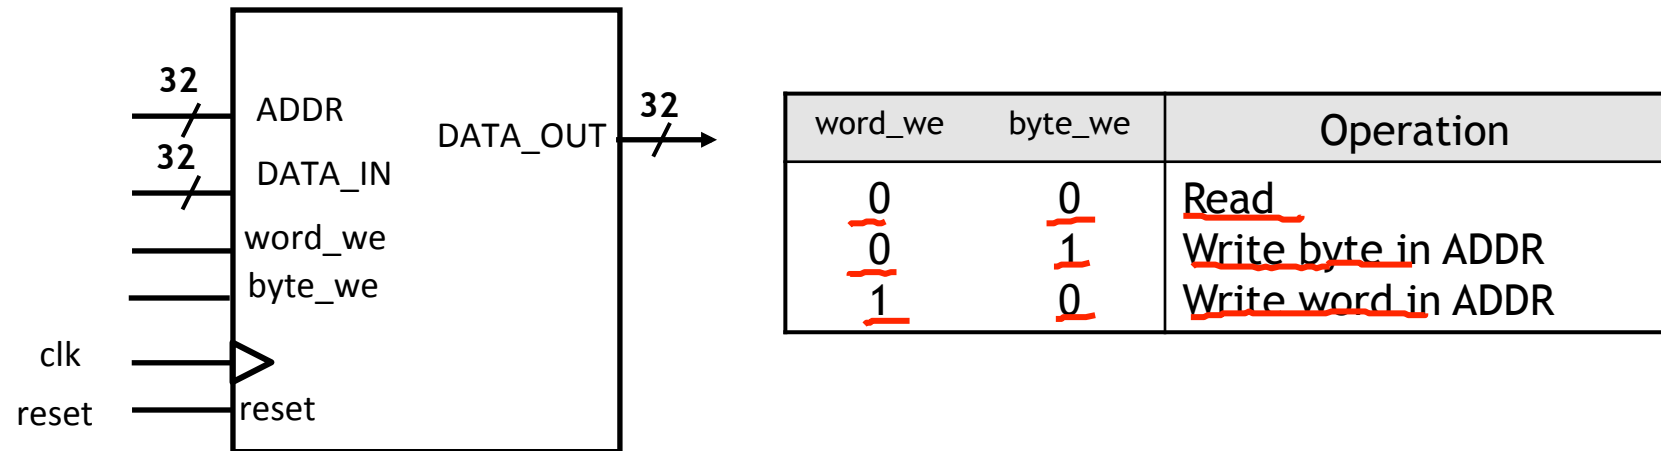 32
ADDR
32
DATA_OUT
32
DATA_IN
word_we
byte_we
clk
reset
reset
word_we byte_we Operation
0 0 Read
0 1 Write byte in ADDR
1 0 Write word in ADDR